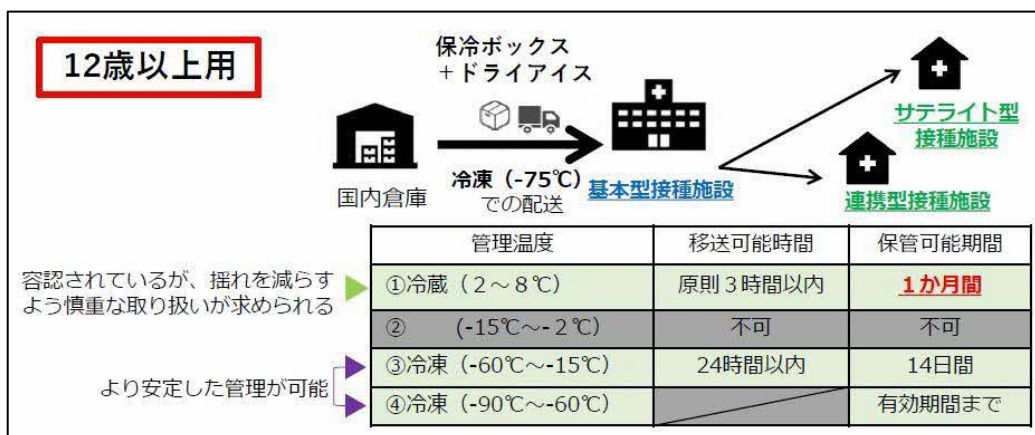 12歳以上用
保冷ボックス
＋ドライアイス
国内倉庫
冷凍（-75℃）
での配送
基本型接種施設
サテライト型
接種施設
連携型接種施設
管理温度 移送可能時間 保管可能期間
容認されているが、揺れを減らす
よう慎重な取り扱いが求められる
①冷蔵（２～８℃） 原則３時間以内 １か月間
② (-15℃～-２℃） 不可 不可
より安定した管理が可能
③冷凍（-60℃～-15℃） 24時間以内 14日間
④冷凍（-90℃～-60℃） 有効期間まで